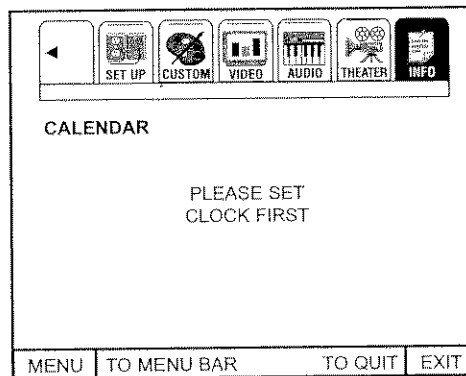 SET UP CUSTOM VIDEO AUDIO THEATER INFO
CALENDAR
PLEASE SET
CLOCK FIRST
MENU TO MENU BAR TO QUIT EXIT